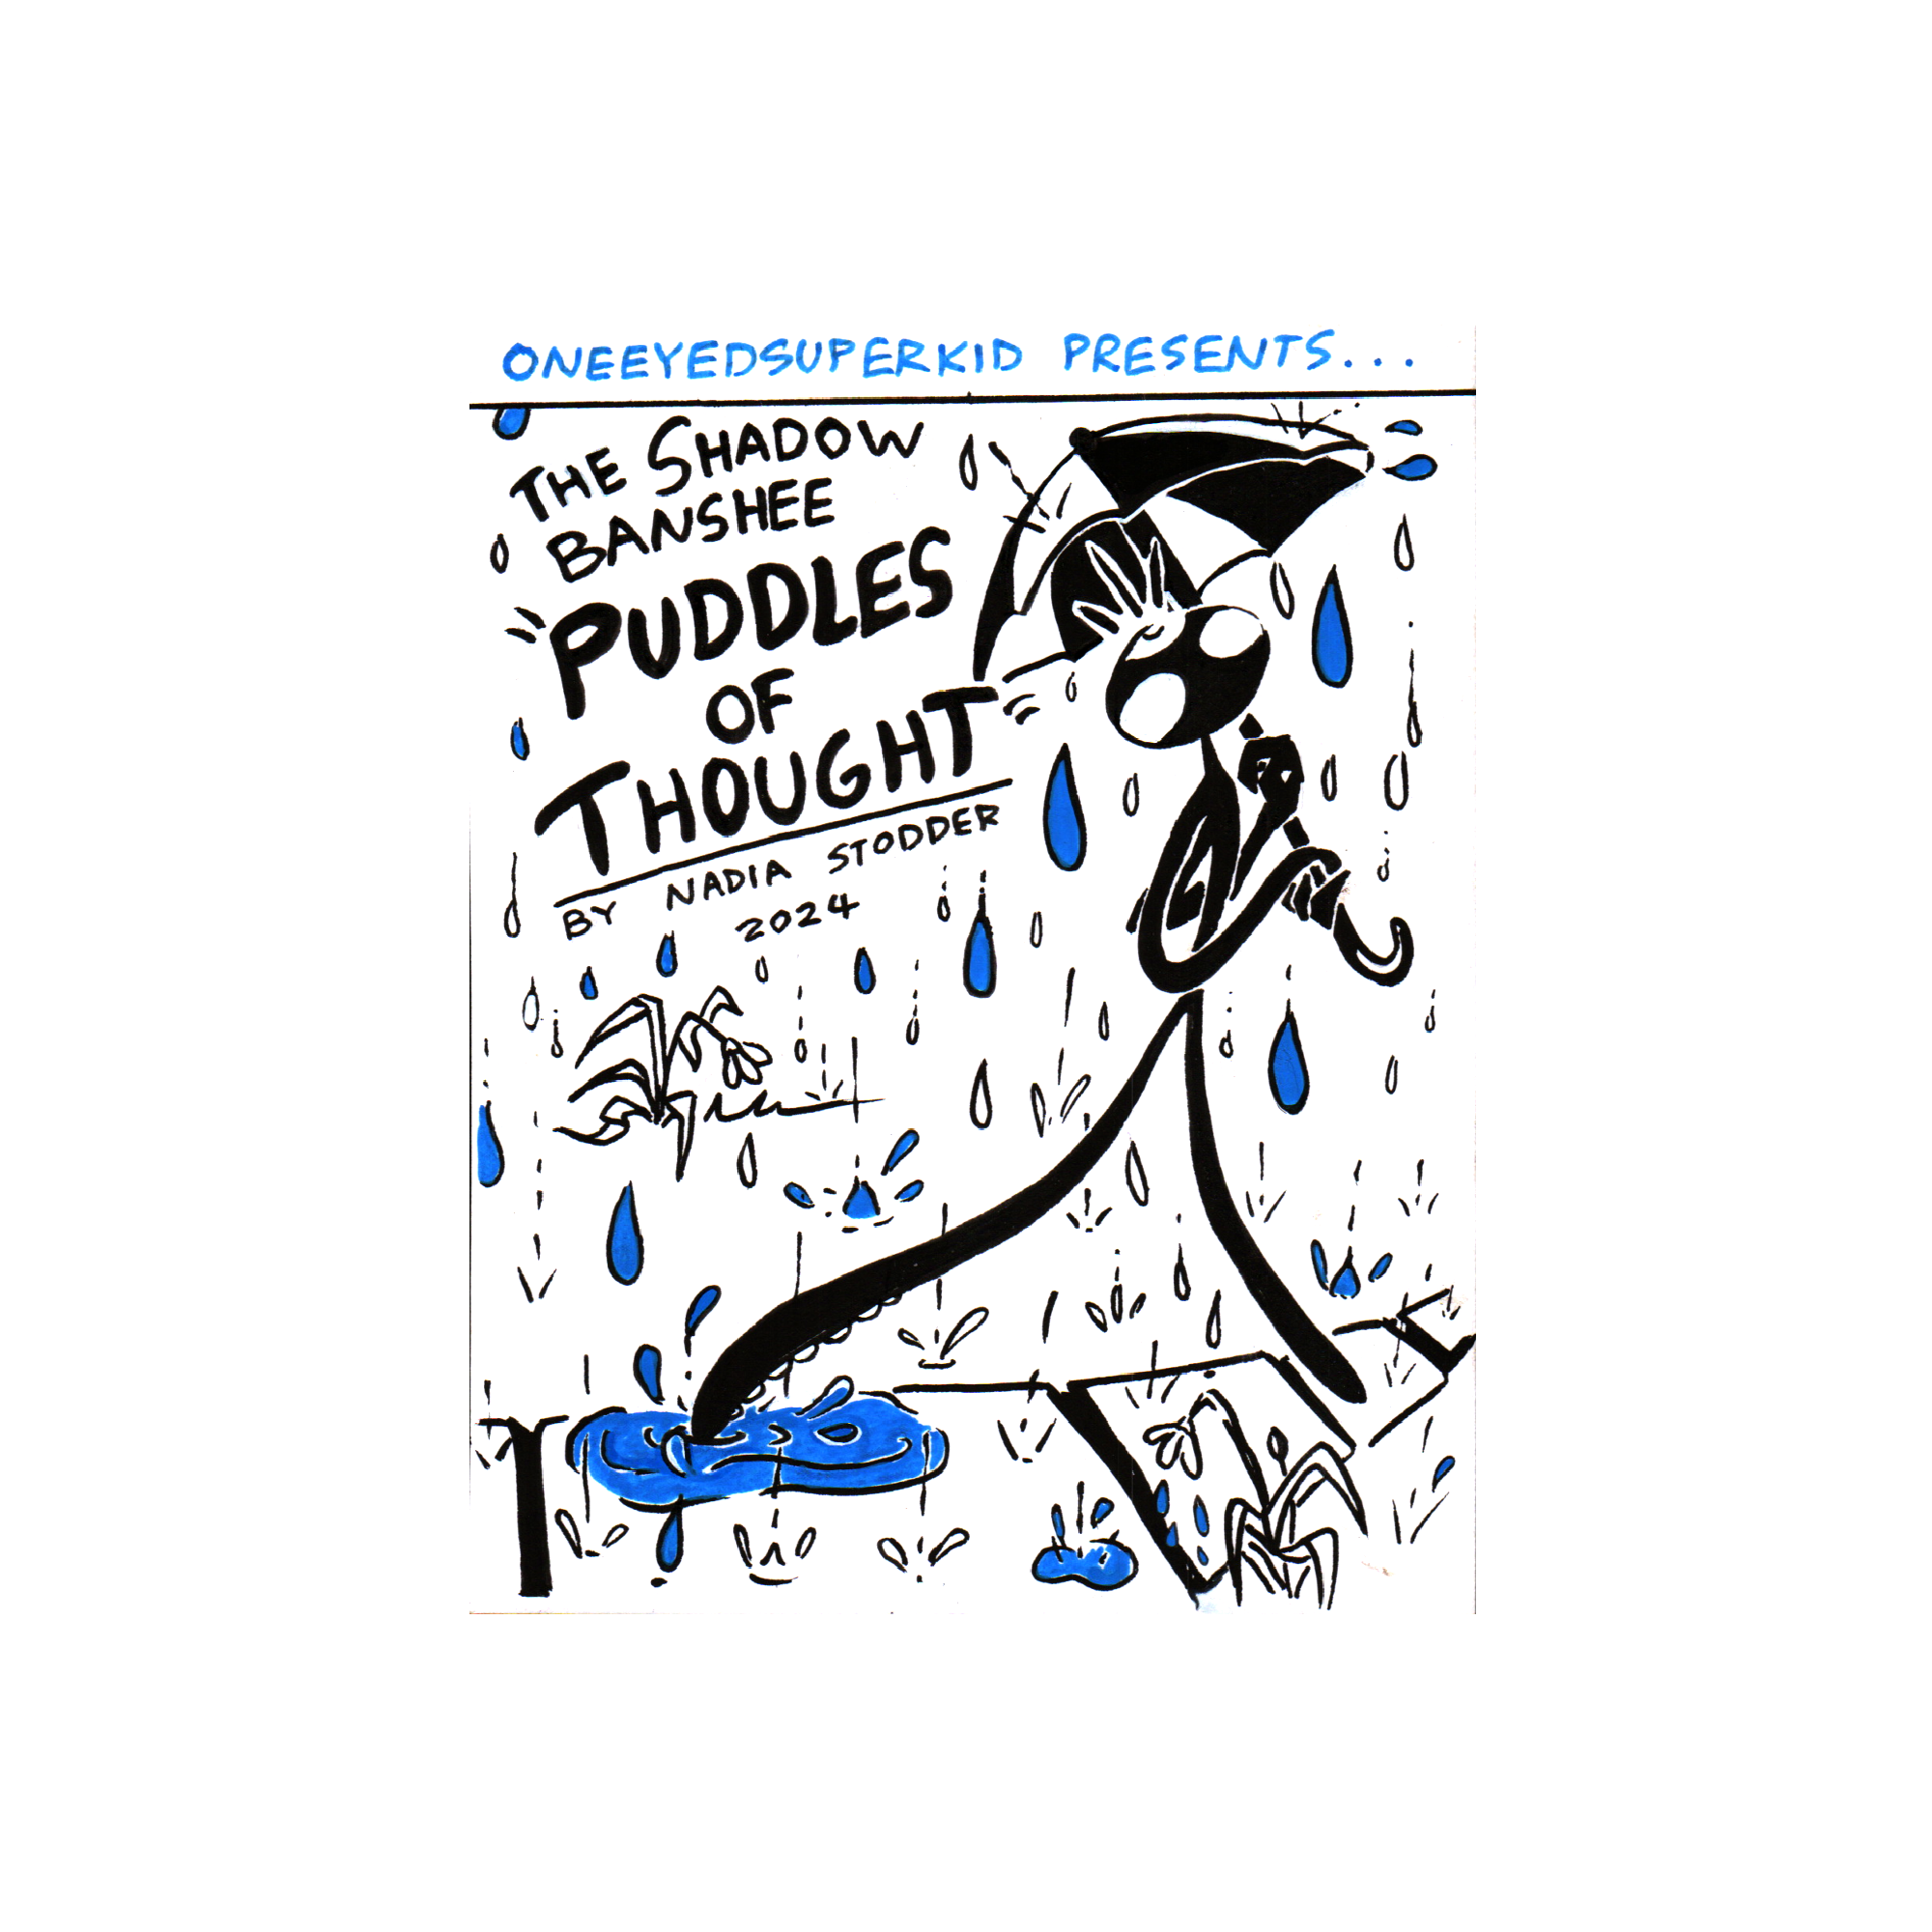 ONEEYEDSUPERKID PRESENTS...
THE SHADOW
BANSHEE
PUDDLES
OF
THOUGHT
BY NADIA STODDER
2024